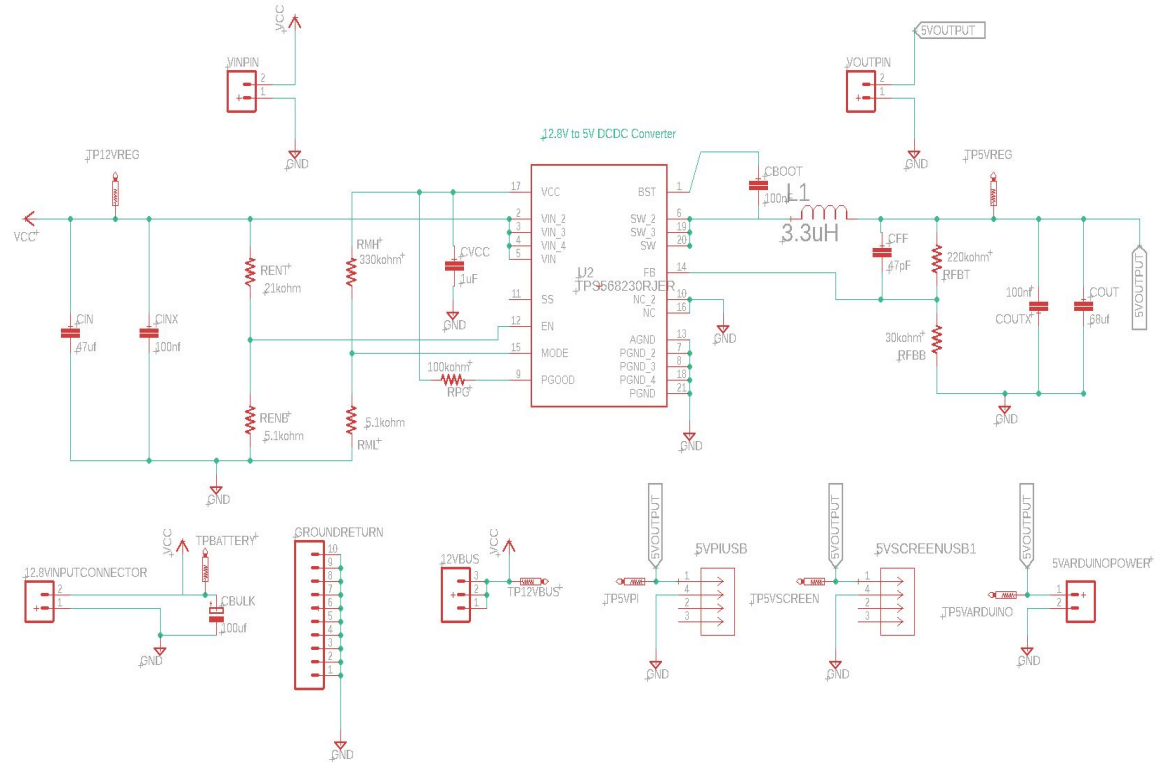 VCC
VINPIN
2
1
GND
5VOUTPUT
VOUTPIN
2
1
GND
12.8V to 5V DCDC Converter
TP12VREG
VCC
CIN
47uf
CINX
100nf
RENT
21kohm
RENB
5.1kohm
GND
RMH
330kohm
5.1kohm
RML
CVCC
1uF
GND
100kohm
RPG
17
2
3
4
5
11
12
15
9
VCC
VIN_2
VIN_3
VIN_4
VIN
SS
EN
MODE
PGOOD
U2
TPS568230RJER
BST
SW_2
SW_3
SW
FB
NC_2
NC
AGND
PGND_2
PGND_3
PGND_4
PGND
1
6
19
20
14
10
16
13
7
8
18
21
GND
GND
CBOOT
100nF
L1
3.3uH
CFF
47pF
220kohm
RFBT
30kohm
RFBB
TP5VREG
100nf
COUTX
COUT
68uf
GND
5VOUTPUT
12.8VINPUTCONNECTOR
2
1
GND
VCC
TPBATTERY
CBULK
100uf
GROUNDRETURN
10
9
8
7
6
5
4
3
2
1
GND
12VBUS
3
2
1
VCC
TP12VBUS
5VOUTPUT
5VPIUSB
TP5VPI
1
4
2
3
GND
5VOUTPUT
5VSCREENUSB1
TP5VSCREEN
1
4
2
3
GND
5VOUTPUT
5VARDUINOPOWER
TP5VARDUINO
1
2
GND